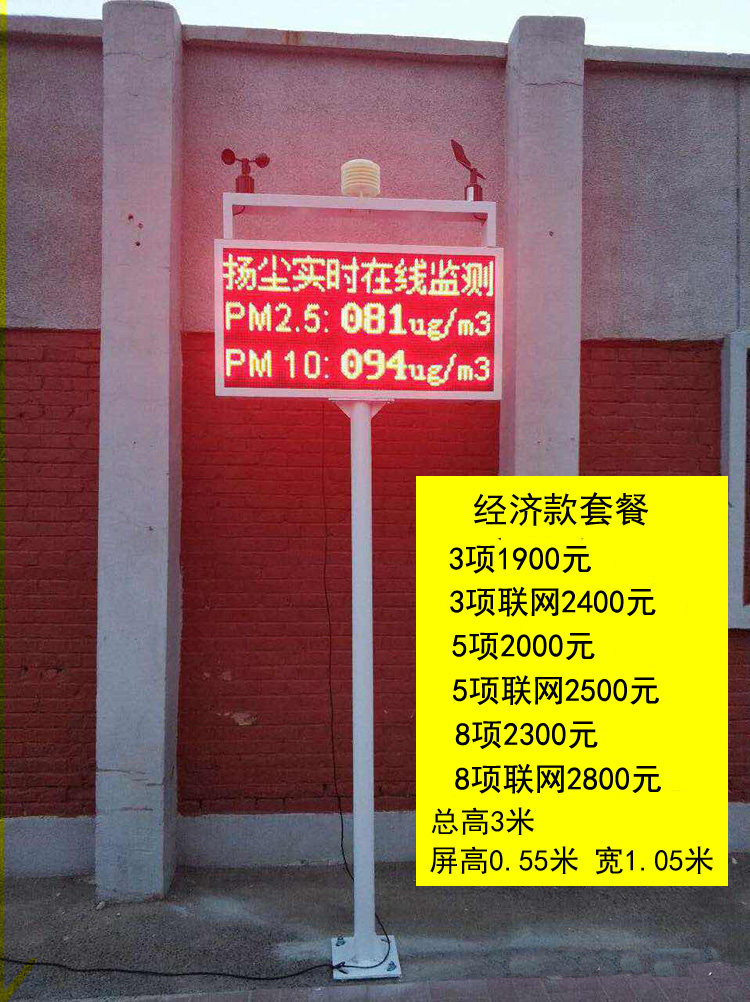 扬尘实时在线监测
PM2.5: 081ug/m3
PM 10: 094ug/m3
经济款套餐
3项1900元
3项联网2400元
5项2000元
5项联网2500元
8项2300元
8项联网2800元
总高3米
屏高0.55米 宽1.05米